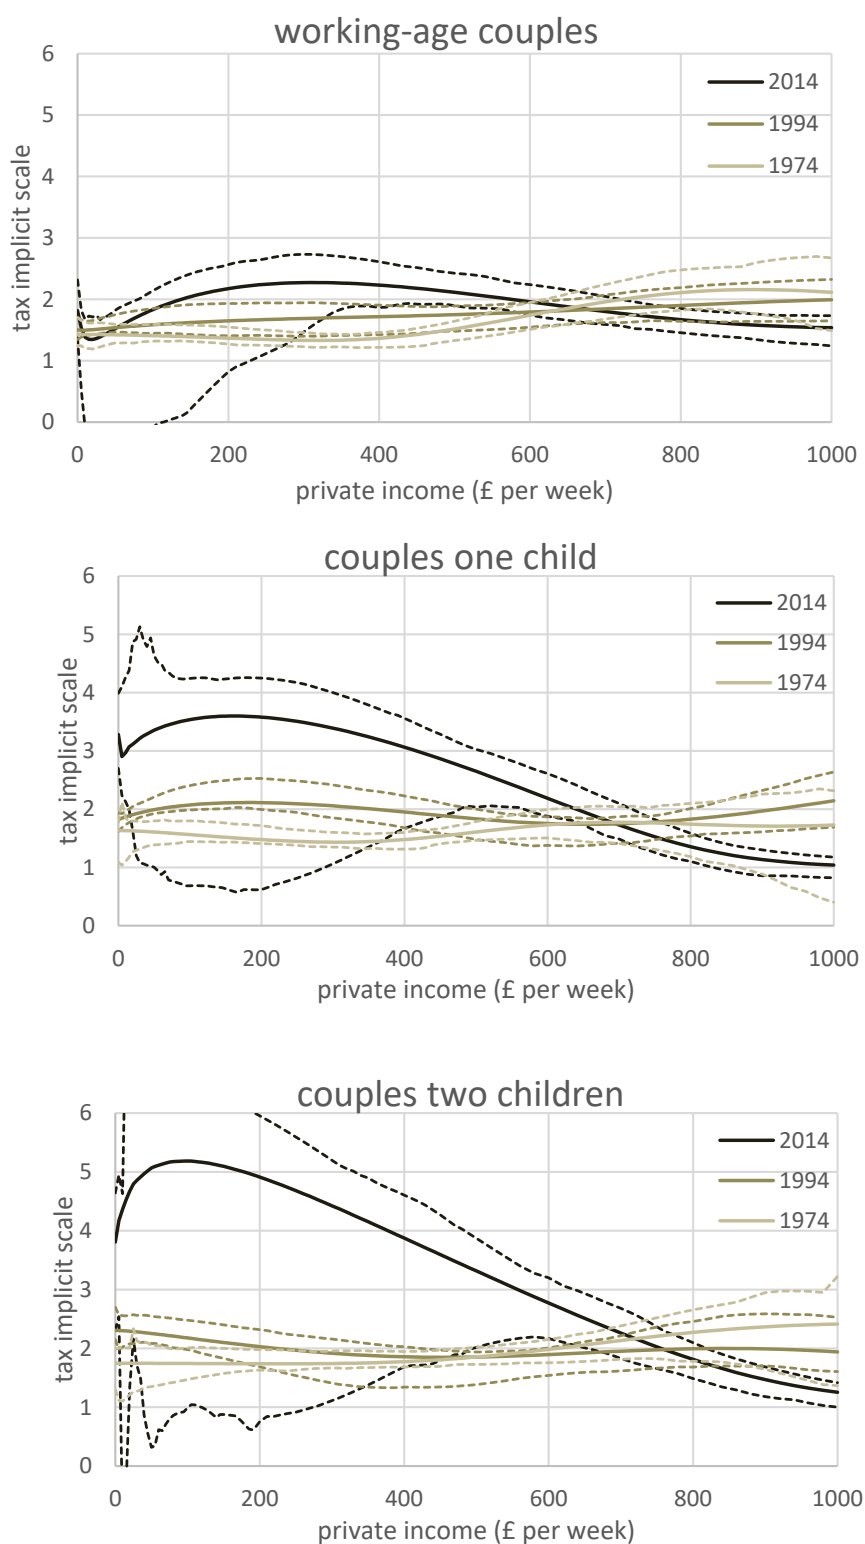 working-age couples
6
5
4
3
2
1
0
tax implicit scale
2014
1994
1974
0 200 400 600 800 1000
private income (£ per week)
couples one child
6
5
4
3
2
1
0
tax implicit scale
2014
1994
1974
0 200 400 600 800 1000
private income (£ per week)
couples two children
6
5
4
3
2
1
0
tax implicit scale
2014
1994
1974
0 200 400 600 800 1000
private income (£ per week)